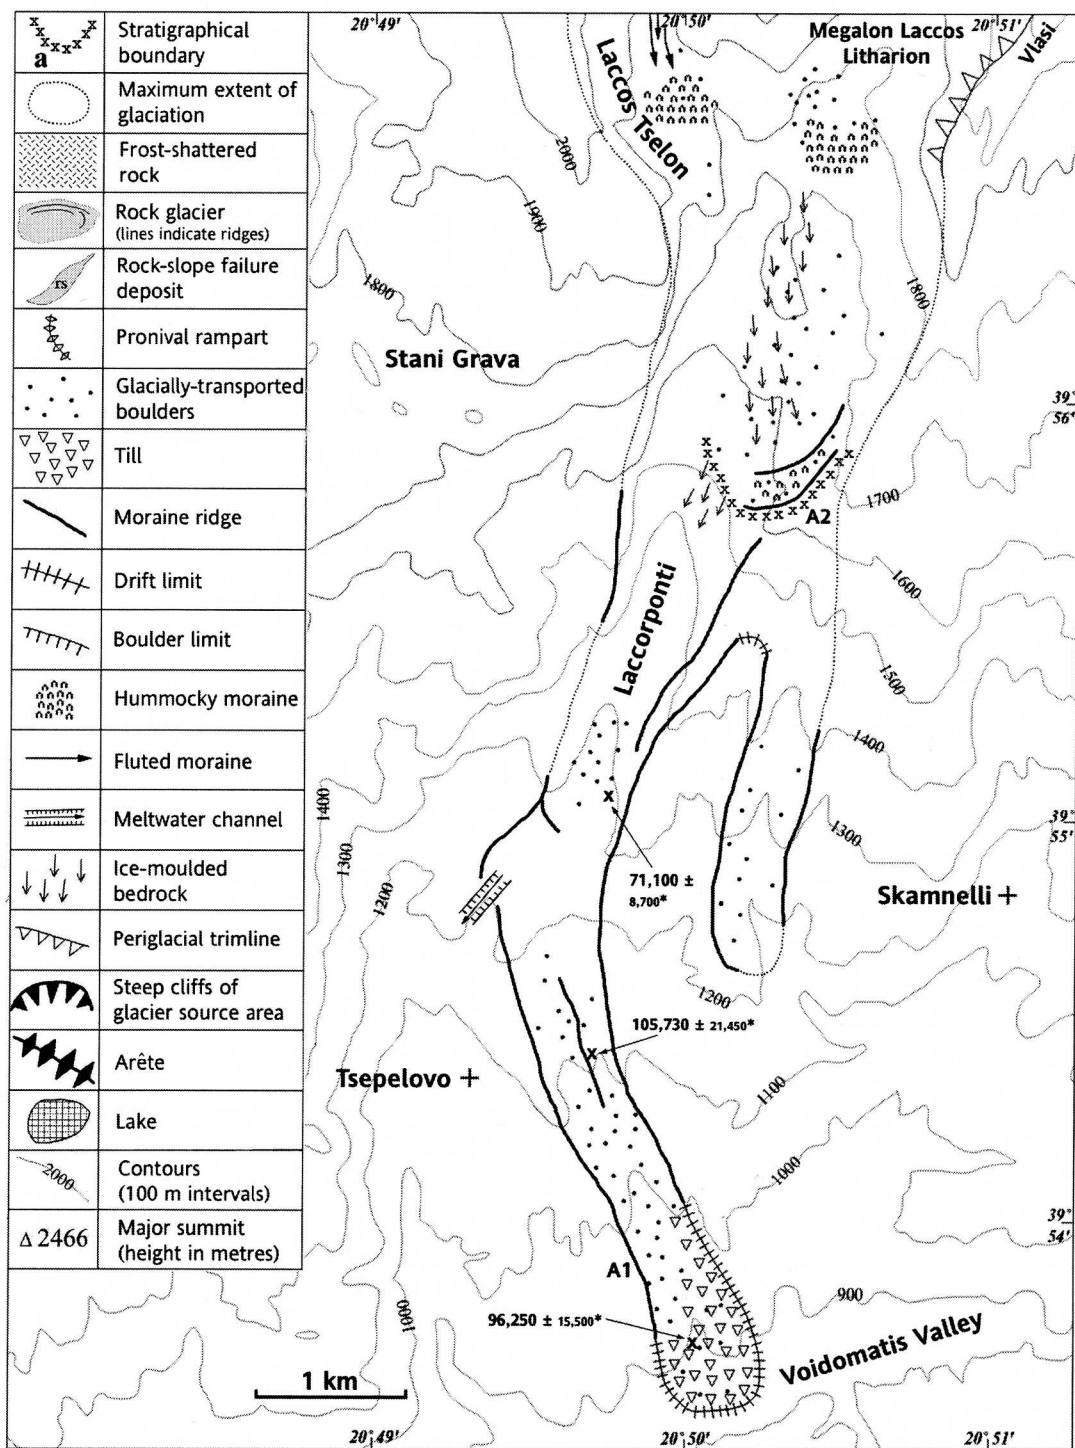 Stratigraphical
boundary
a
Maximum extent of
glaciation
Frost-shattered
rock
Rock glacier
(lines indicate ridges)
Rock-slope failure
deposit
rs
Pronival rampart
Glacially-transported
boulders
Till
Moraine ridge
Drift limit
Boulder limit
Hummocky moraine
Fluted moraine
Meltwater channel
Ice-moulded
bedrock
Periglacial trimline
Steep cliffs of
glacier source area
Arête
Lake
2000
Contours
(100 m intervals)
Δ 2466
Major summit
(height in metres)
20°49'
20°50'
20°51'
Megalon Laccos
Litharion
Vlasi
Laccos Tselon
2000
1900
1800
1800
Stani Grava
39°
56'
1700
A2
1600
Laccorponti
1500
1400
1400
1300
39°
55'
1300
1200
71,100 ±
8,700*
Skamnelli
1200
105,730 ± 21,450*
Tsepelovo
1100
1000
39°
54'
A1
900
1000
96,250 ± 15,500*
Voidomatis Valley
1 km
20°49'
20°50'
20°51'